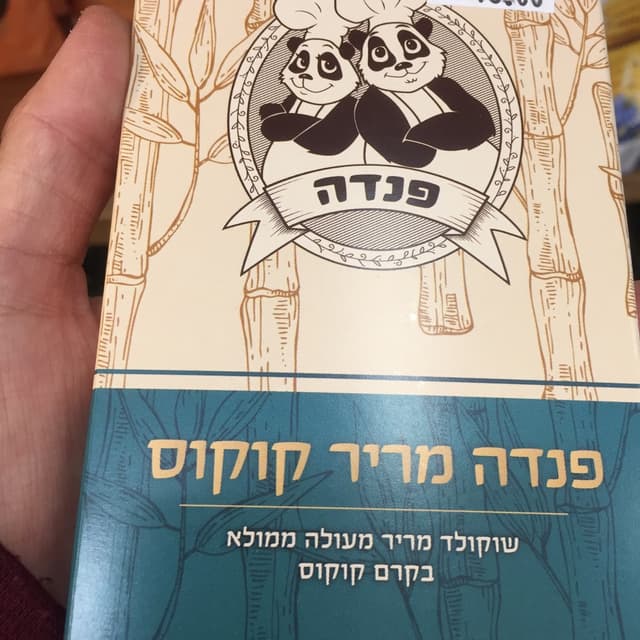 פנדה
פנדה מריר קוקוס
שוקולד מריר מעולה ממולא
בקרם קוקוס